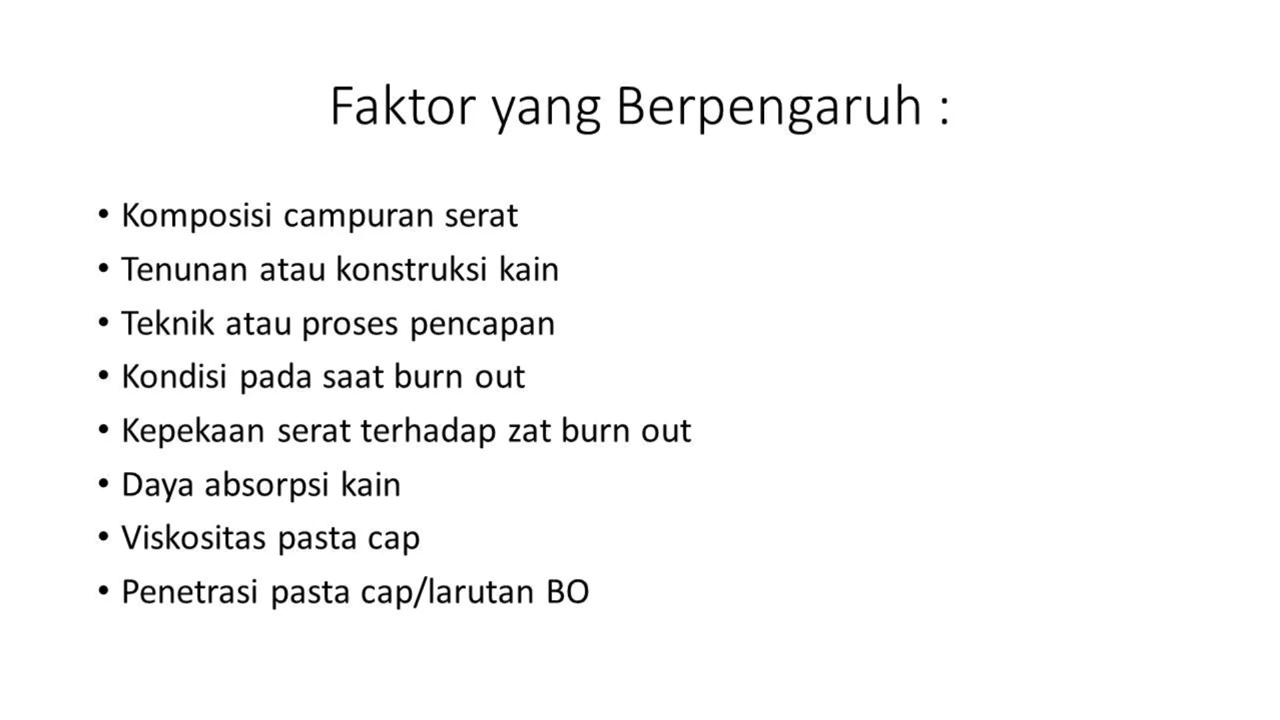 Faktor yang Berpengaruh :
• Komposisi campuran serat
• Tenunan atau konstruksi kain
• Teknik atau proses pencapan
• Kondisi pada saat burn out
• Kepekaan serat terhadap zat burn out
• Daya absorpsi kain
• Viskositas pasta cap
• Penetrasi pasta cap/larutan BO